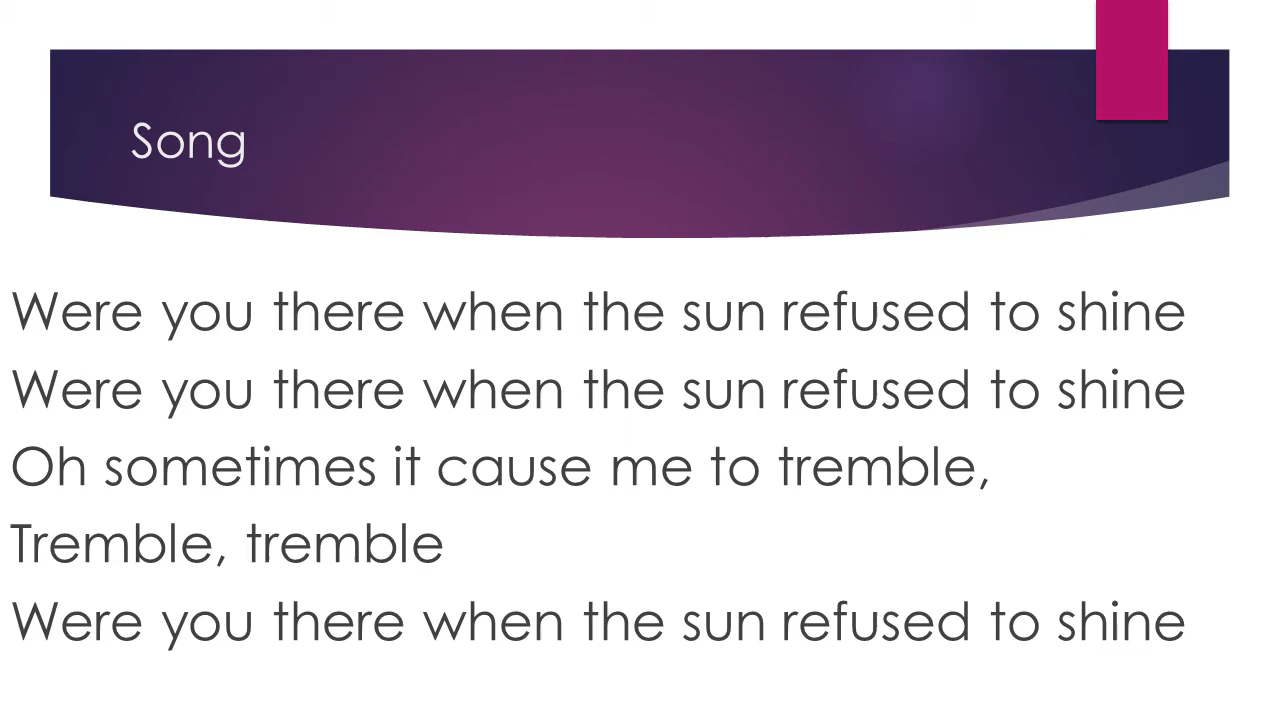 Song
Were you there when the sun refused to shine
Were you there when the sun refused to shine
Oh sometimes it cause me to tremble,
Tremble, tremble
Were you there when the sun refused to shine